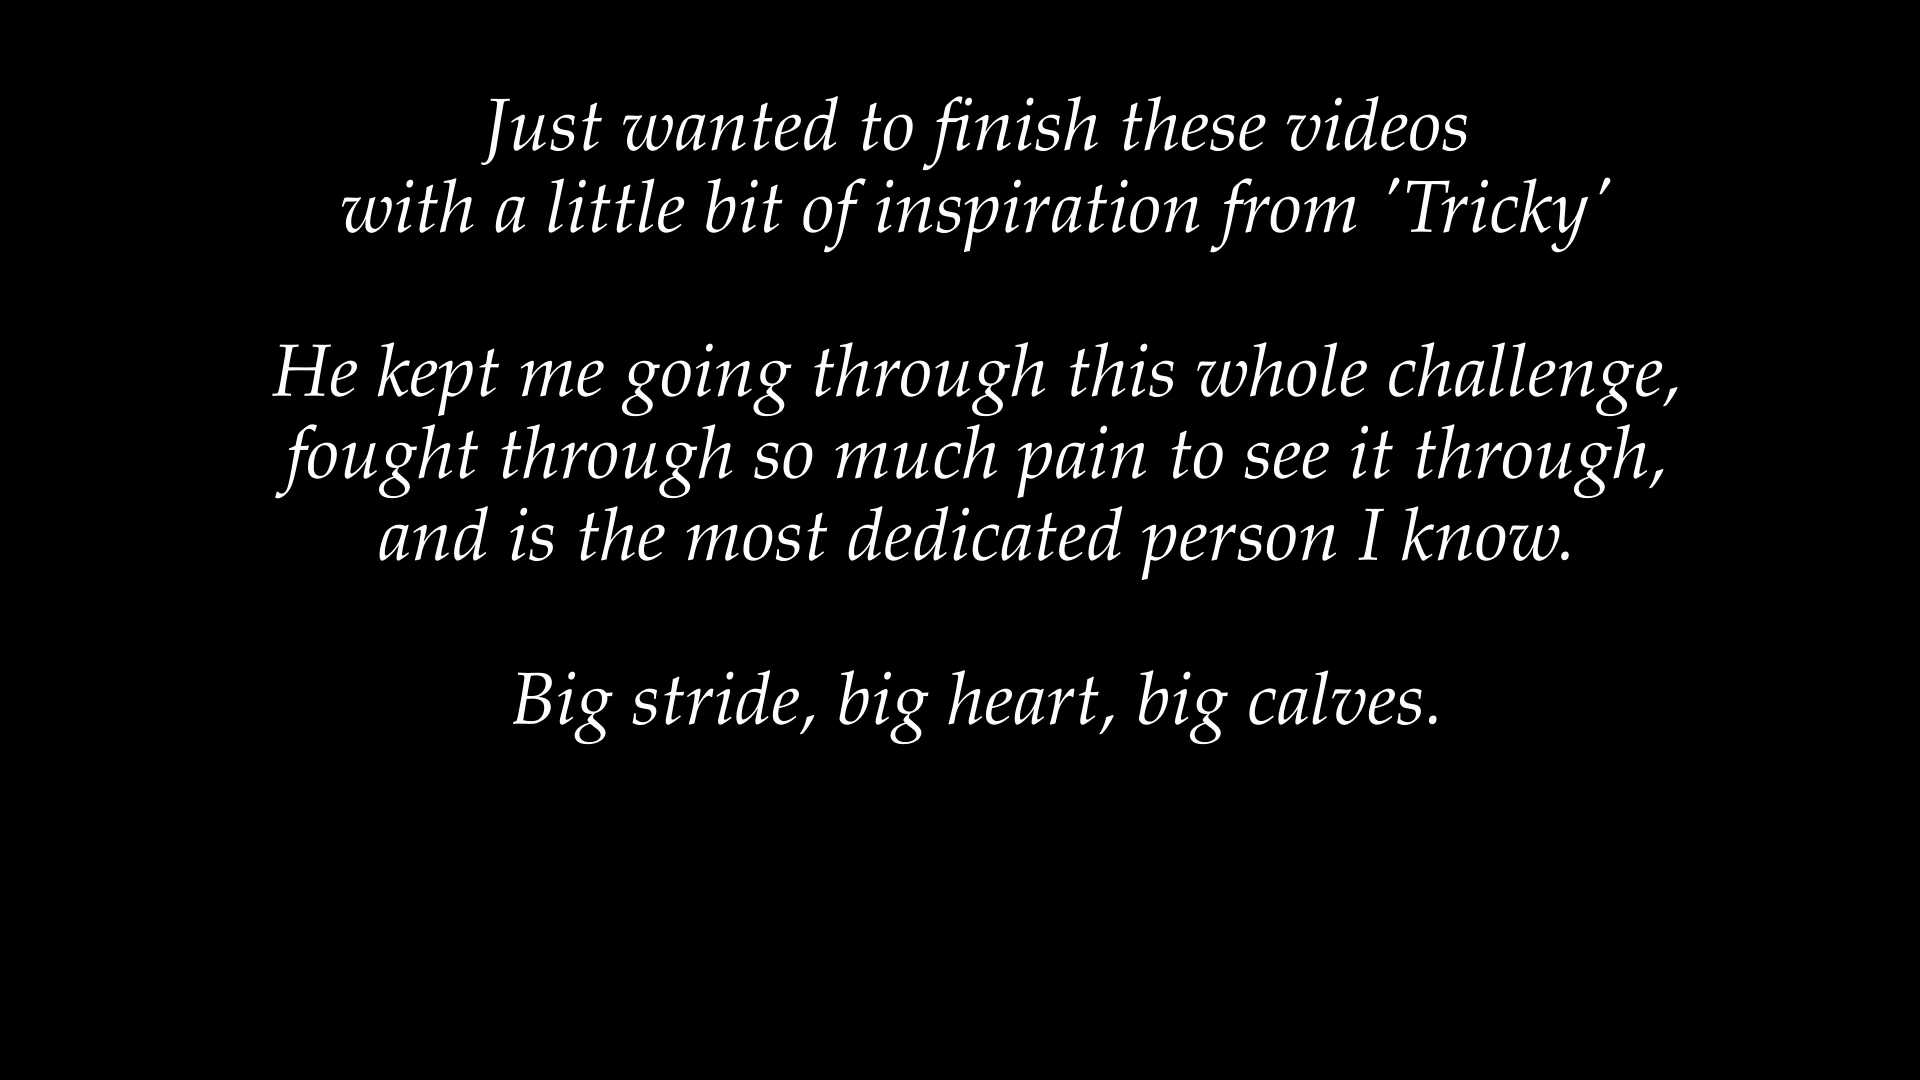 Just wanted to finish these videos
with a little bit of inspiration from 'Tricky'
He kept me going through this whole challenge,
fought through so much pain to see it through,
and is the most dedicated person I know.
Big stride, big heart, big calves.